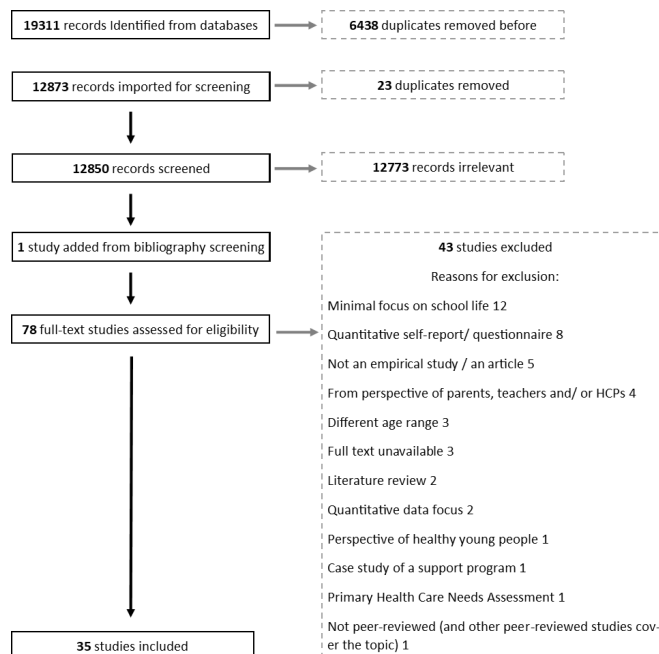 19311 records Identified from databases
6438 duplicates removed before
12873 records imported for screening
23 duplicates removed
12850 records screened
12773 records irrelevant
1 study added from bibliography screening
78 full-text studies assessed for eligibility
43 studies excluded
Reasons for exclusion:
Minimal focus on school life 12
Quantitative self-report/ questionnaire 8
Not an empirical study / an article 5
From perspective of parents, teachers and/ or HCPs 4
Different age range 3
Full text unavailable 3
Literature review 2
Quantitative data focus 2
Perspective of healthy young people 1
Case study of a support program 1
Primary Health Care Needs Assessment 1
Not peer-reviewed (and other peer-reviewed studies cov-
er the topic) 1
35 studies included